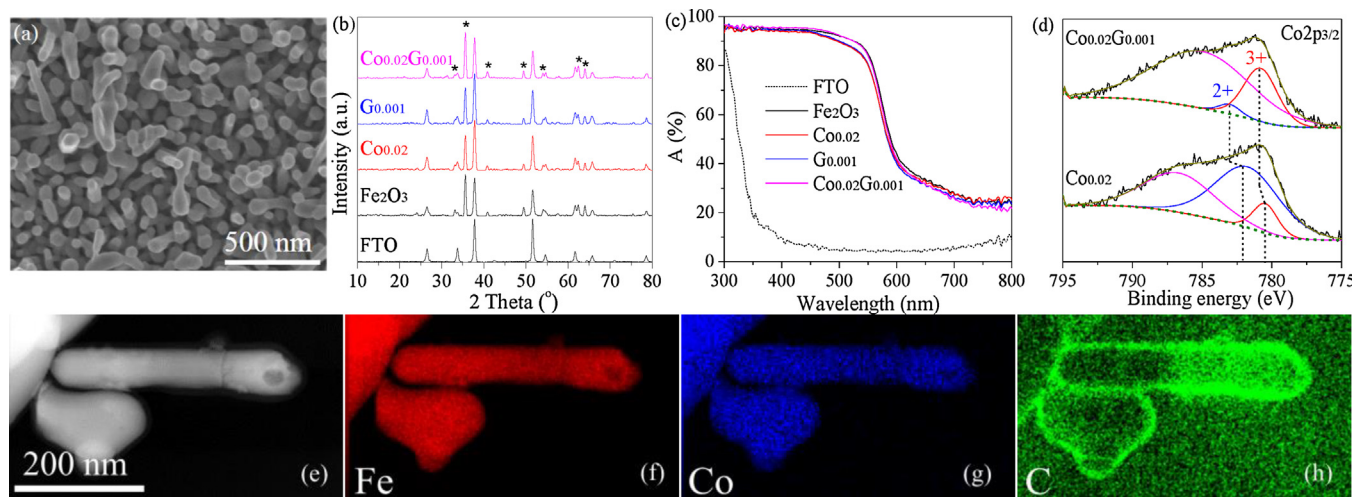 (a)
500 nm
(b)
Intensity (a.u.)
Co0.02G0.001
G0.001
Co0.02
Fe2O3
FTO
* * * * * * *
10 20 30 40 50 60 70 80
2 Theta (°)
(c)
A (%)
100
80
60
40
20
0
FTO
Fe2O3
Co0.02
G0.001
Co0.02G0.001
300 400 500 600 700 800
Wavelength (nm)
(d)
Co0.02G0.001
Co2p3/2
3+
2+
Co0.02
795 790 785 780 775
Binding energy (eV)
200 nm
(e)
Fe
(f)
Co
(g)
C
(h)